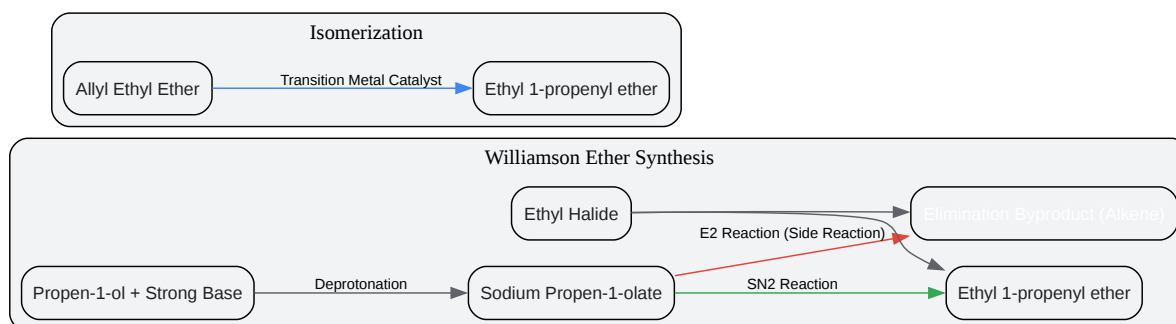 Isomerization
Allyl Ethyl Ether
Transition Metal Catalyst
Ethyl 1-propenyl ether
Williamson Ether Synthesis
Ethyl Halide
Elimination Byproduct (Alkene)
E2 Reaction (Side Reaction)
Propen-1-ol + Strong Base
Deprotonation
Sodium Propen-1-olate
SN2 Reaction
Ethyl 1-propenyl ether